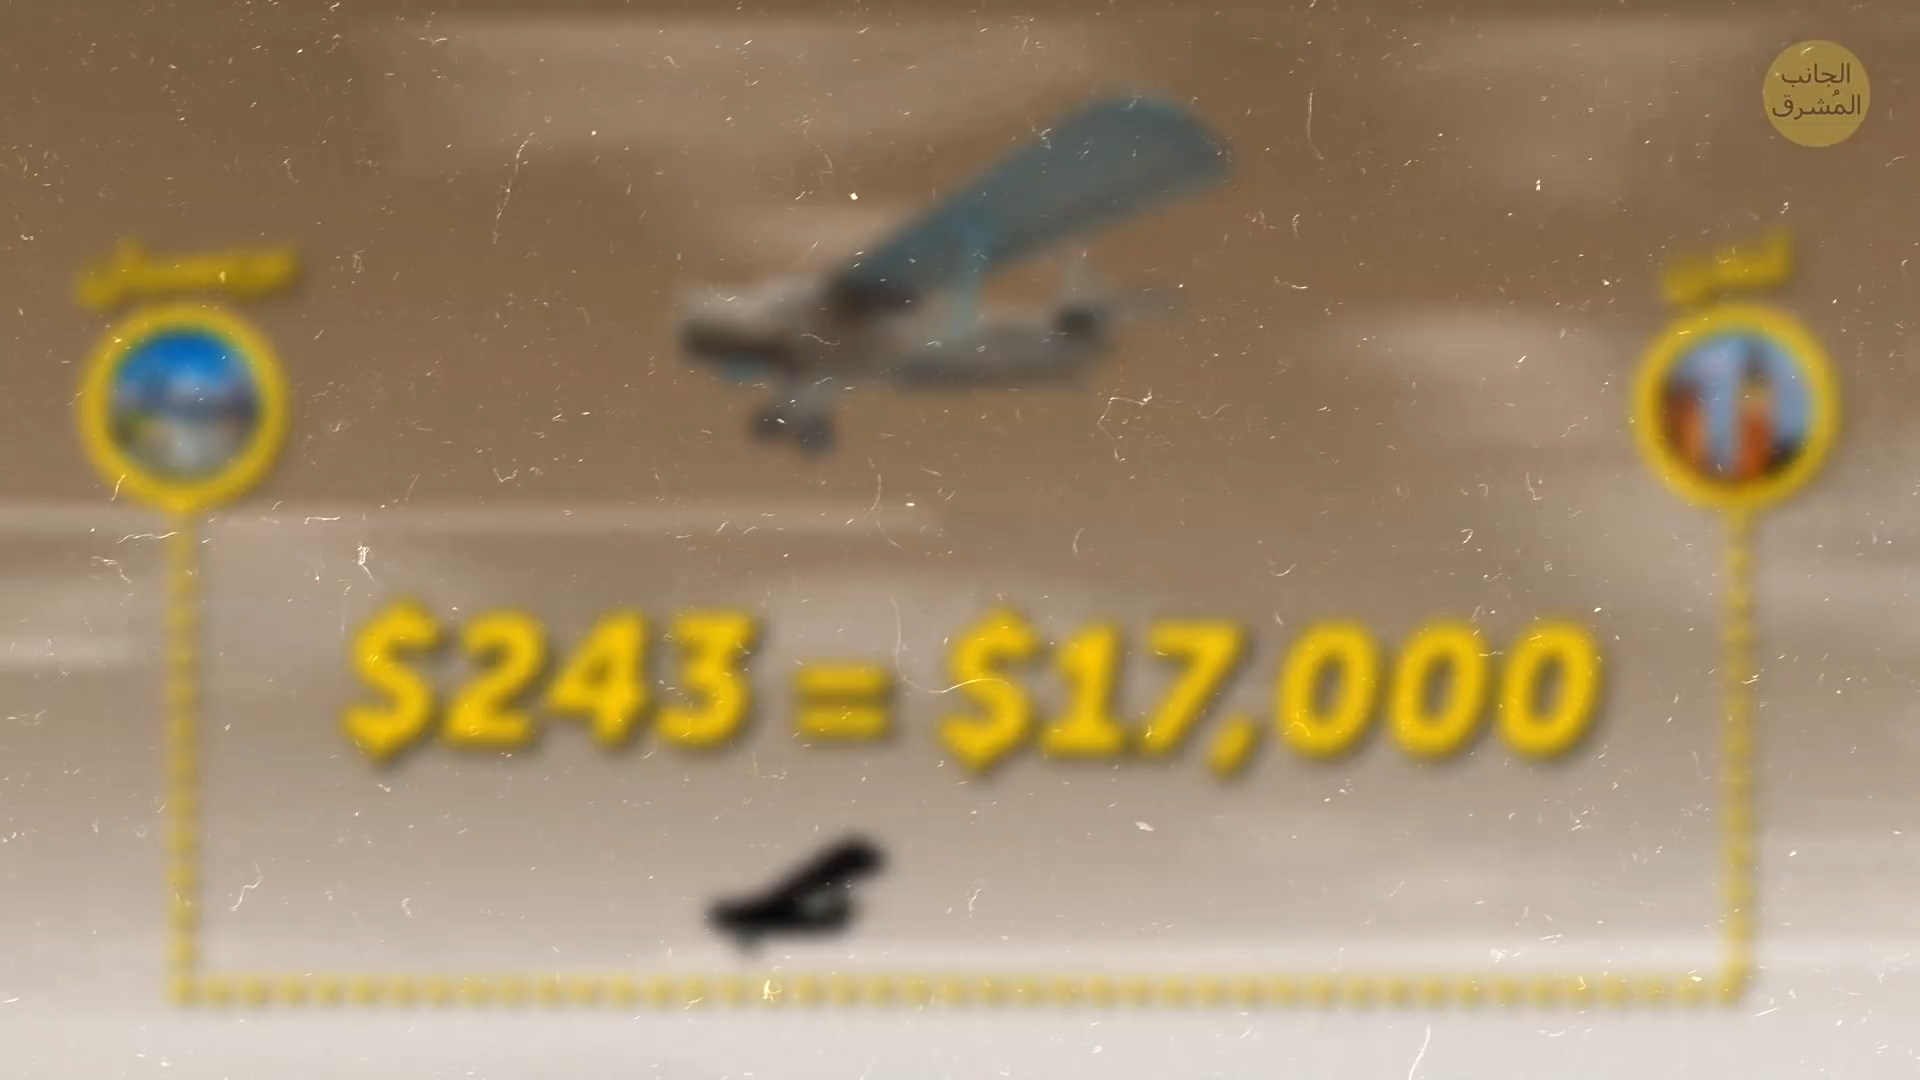 الجانب
المُشرق
$243 = $17,000